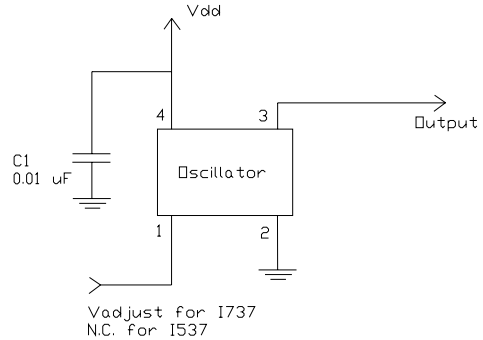 Vdd
4
3
Output
C1
0.01 uF
Oscillator
1
2
Vadjust for I737
N.C. for I537